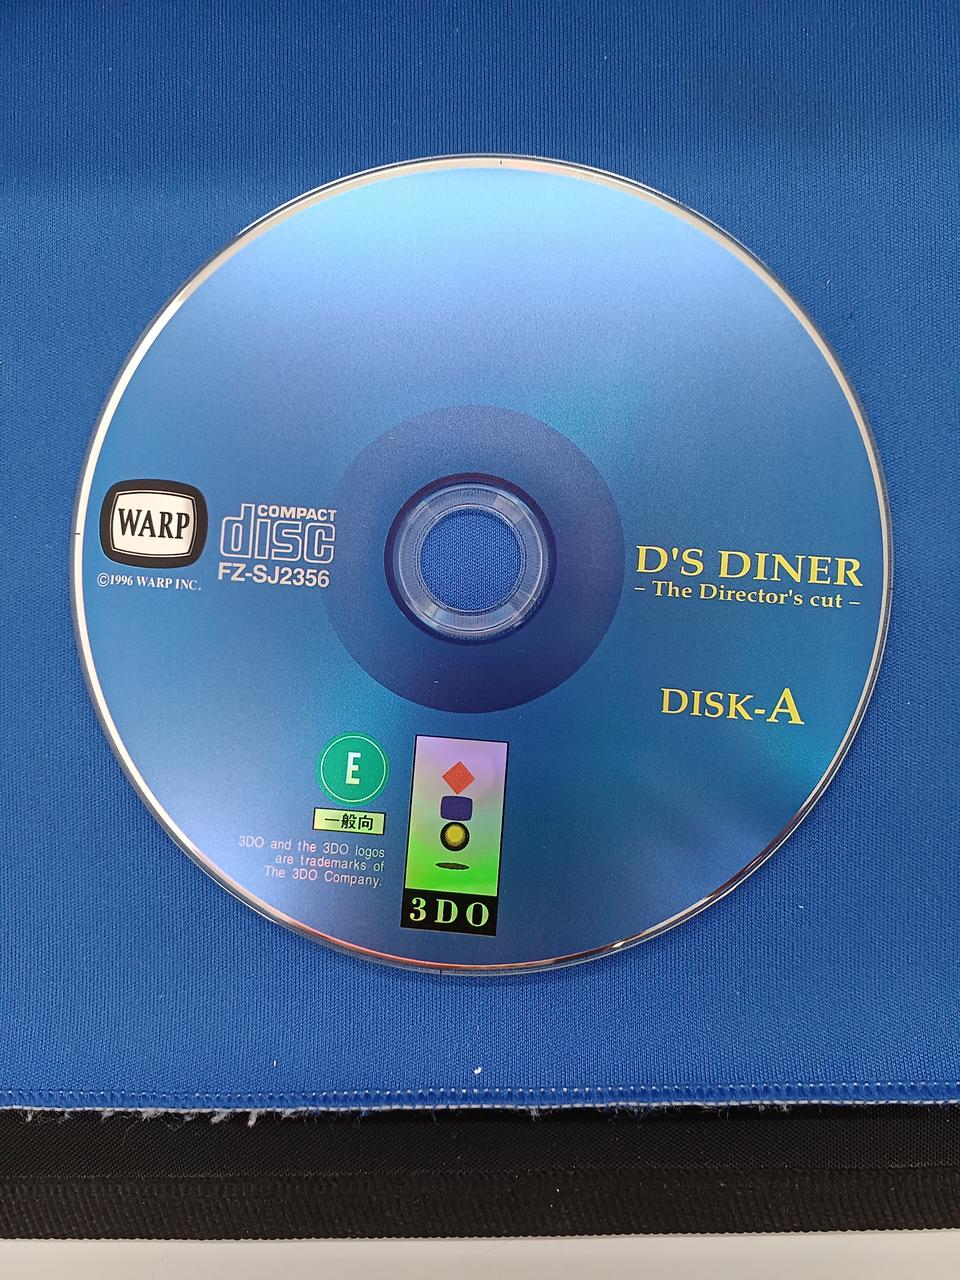 WARP
©1996 WARP INC.
COMPACT
disc
FZ-SJ2356
D'S DINER
– The Director's cut –
DISK-A
E
一般向
3DO and the 3DO logos
are trademarks of
The 3DO Company.
3DO